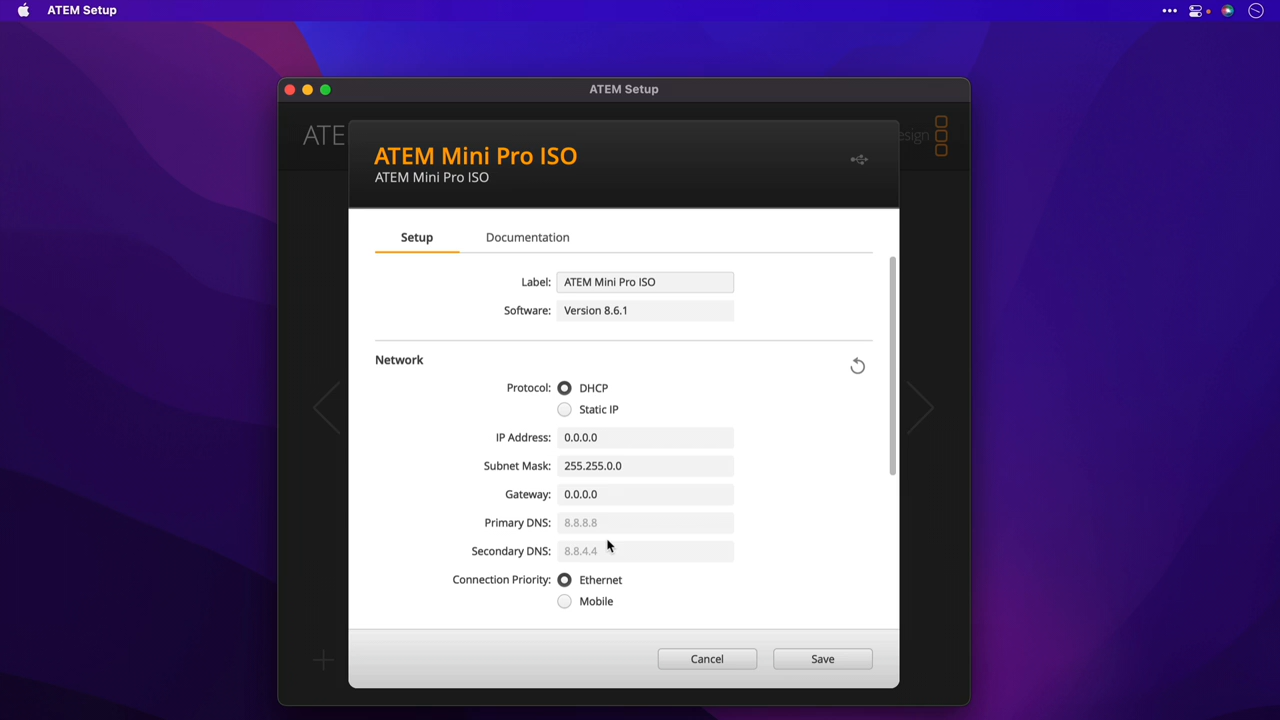 ATEM Setup
ATEM Setup
ATE
esign
ATEM Mini Pro ISO
ATEM Mini Pro ISO
Setup Documentation
Label: ATEM Mini Pro ISO
Software: Version 8.6.1
Network
Protocol: DHCP
Static IP
IP Address: 0.0.0.0
Subnet Mask: 255.255.0.0
Gateway: 0.0.0.0
Primary DNS: 8.8.8.8
Secondary DNS: 8.8.4.4
Connection Priority: Ethernet
Mobile
Cancel Save